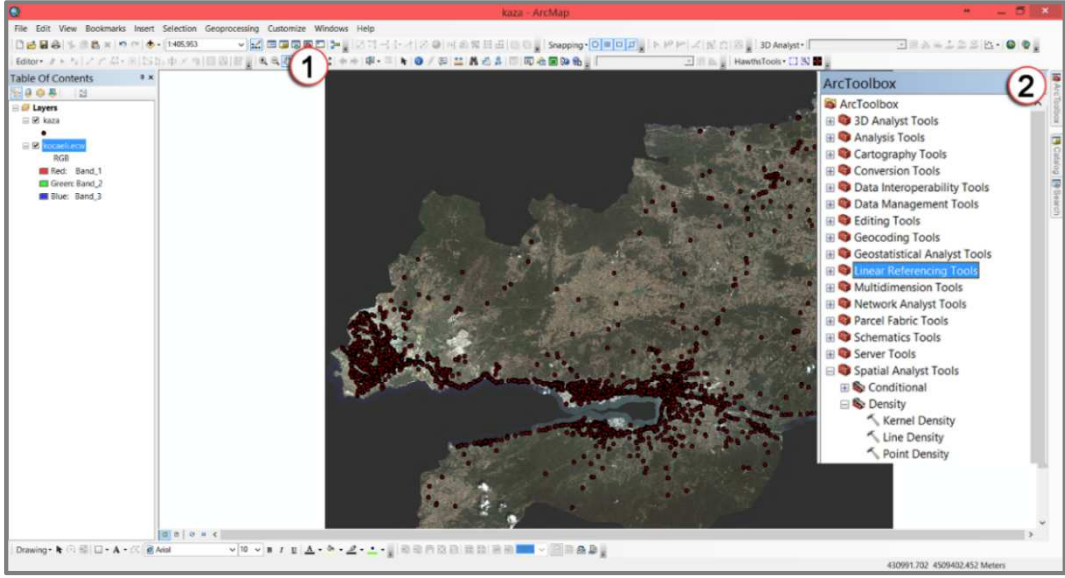 kaza - ArcMap
File Edit View Bookmarks Insert Selection Geoprocessing Customize Windows Help
1:405,953 Snapping 3D Analyst
Editor HawthsTools
1
2
Table Of Contents
Layers
kaza
kocaeli.ecw
RGB
Red: Band_1
Green: Band_2
Blue: Band_3
ArcToolbox
ArcToolbox
3D Analyst Tools
Analysis Tools
Cartography Tools
Conversion Tools
Data Interoperability Tools
Data Management Tools
Editing Tools
Geocoding Tools
Geostatistical Analyst Tools
Linear Referencing Tools
Multidimension Tools
Network Analyst Tools
Parcel Fabric Tools
Schematics Tools
Server Tools
Spatial Analyst Tools
Conditional
Density
Kernel Density
Line Density
Point Density
ArcToolbox
Catalog
Search
Drawing A Arial 10 B I U A
430991.702 4509402.452 Meters